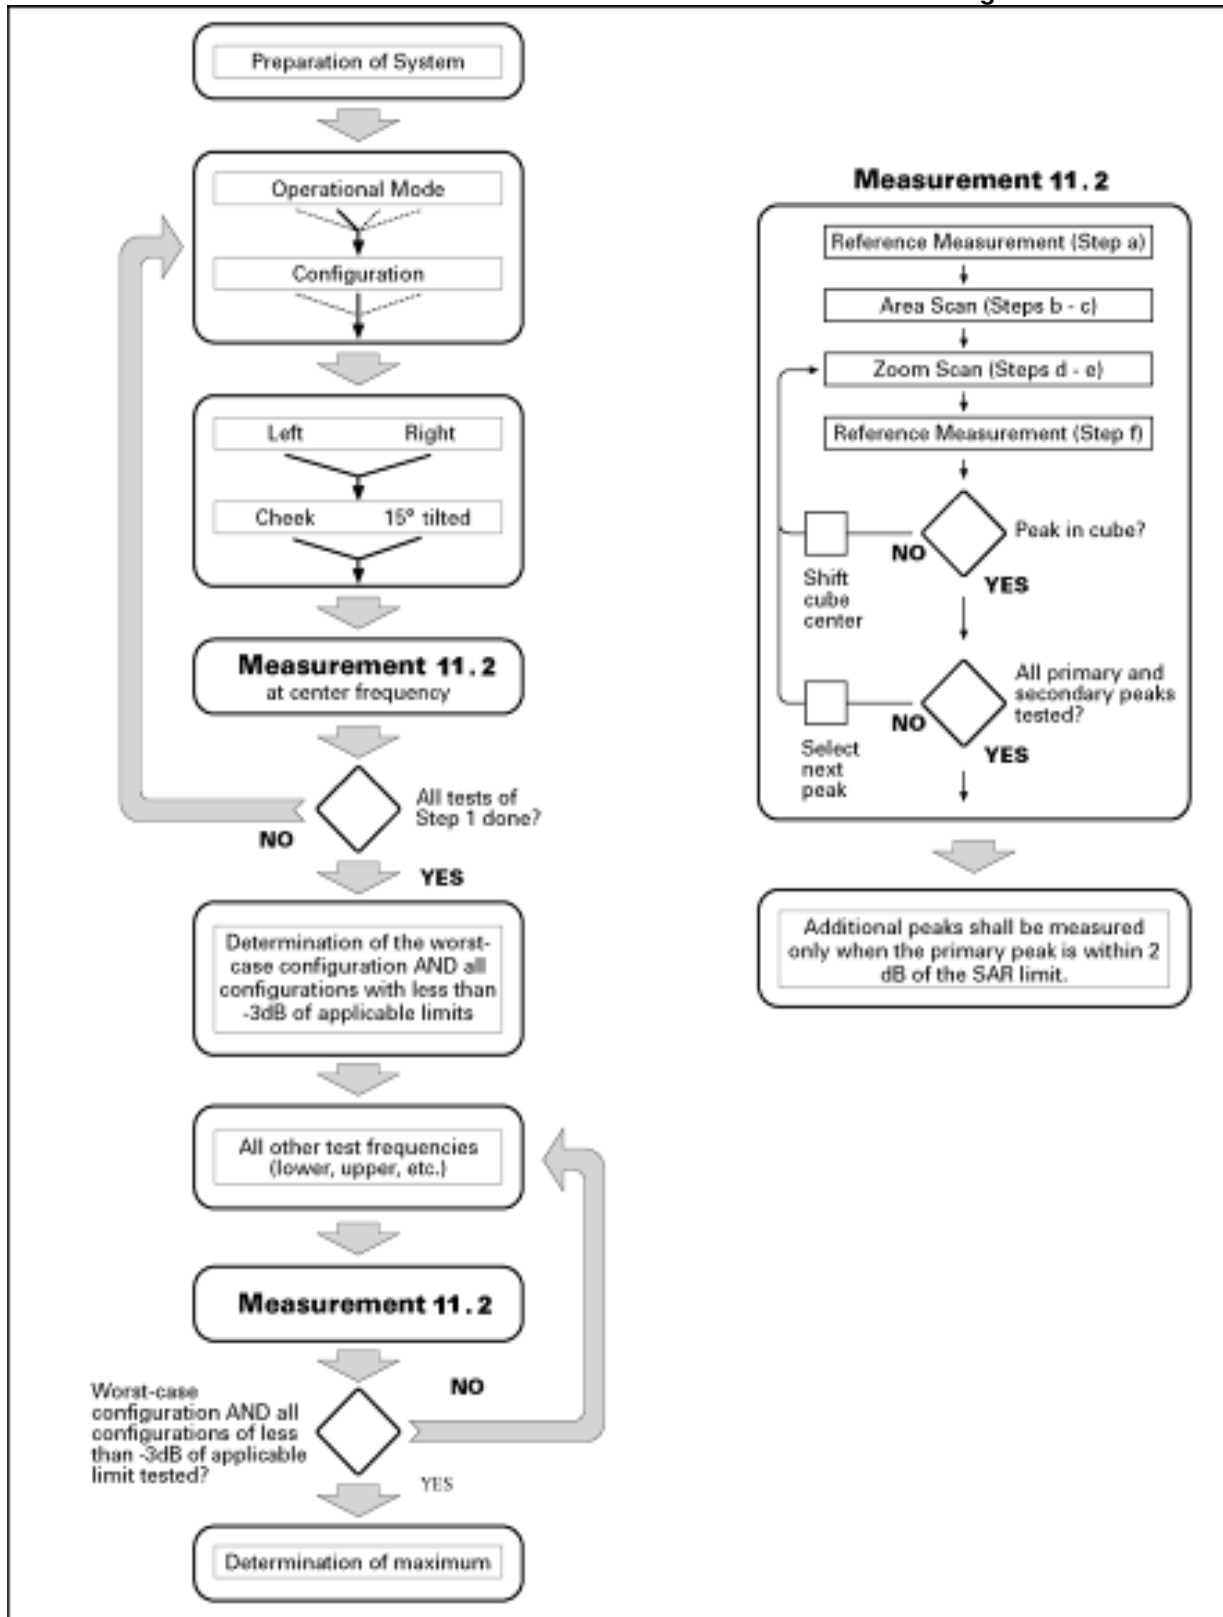 Preparation of System
Operational Mode
Configuration
Left Right
Cheek 15° tilted
Measurement 11.2
at center frequency
All tests of
Step 1 done?
NO
YES
Determination of the worst-
case configuration AND all
configurations with less than
-3dB of applicable limits
All other test frequencies
(lower, upper, etc.)
Measurement 11.2
NO
Worst-case
configuration AND all
configurations of less
than -3dB of applicable
limit tested?
YES
Determination of maximum
Measurement 11.2
Reference Measurement (Step a)
Area Scan (Steps b - c)
Zoom Scan (Steps d - e)
Reference Measurement (Step f)
Peak in cube?
NO
Shift
cube
center
YES
All primary and
secondary peaks
tested?
NO
Select
next
peak
YES
Additional peaks shall be measured
only when the primary peak is within 2
dB of the SAR limit.